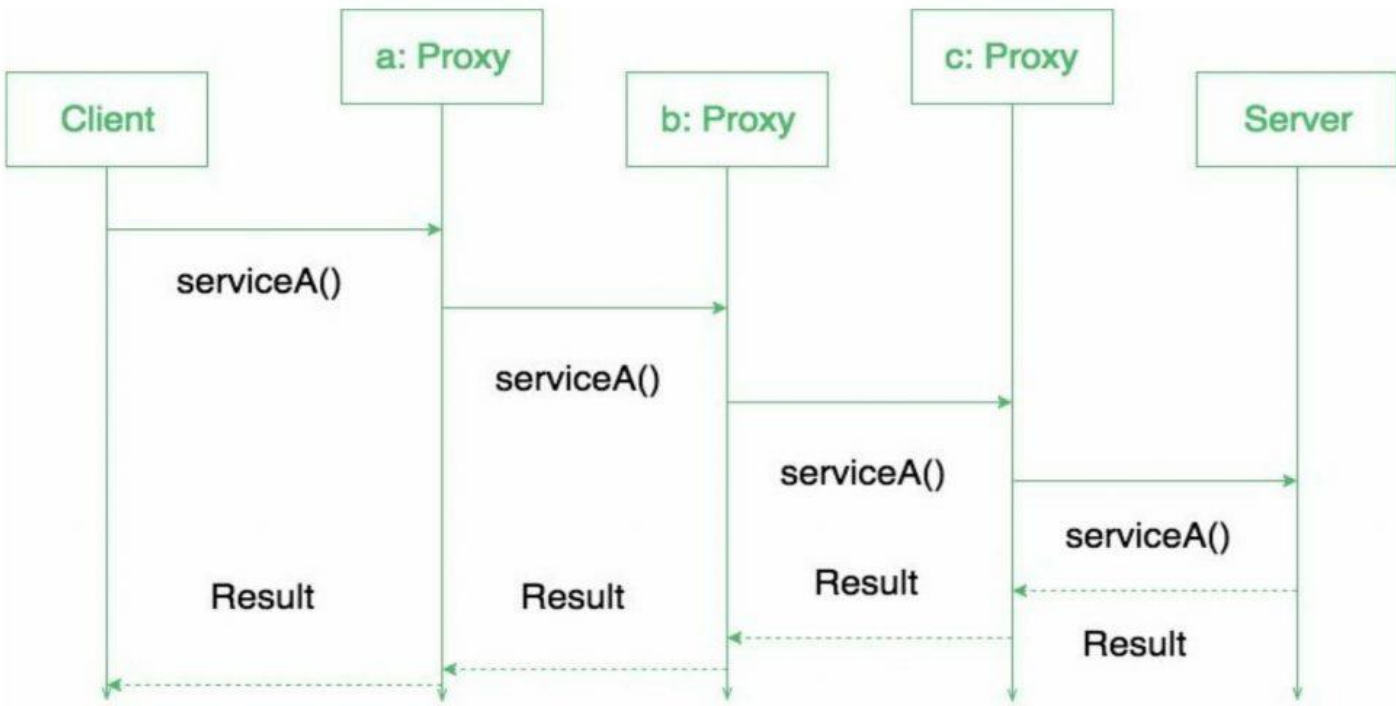 a: Proxy
c: Proxy
Client
b: Proxy
Server
serviceA()
serviceA()
serviceA()
serviceA()
Result
Result
Result
Result